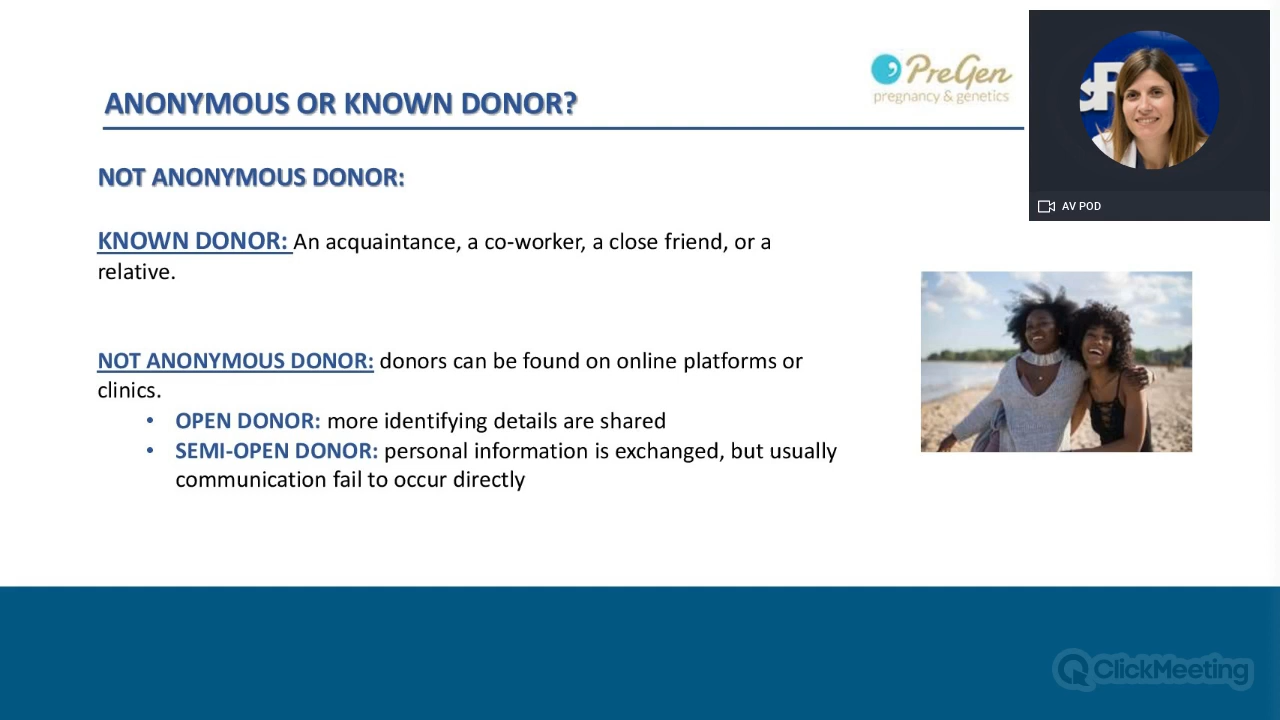 PreGen
pregnancy & genetics
ANONYMOUS OR KNOWN DONOR?
AV POD
NOT ANONYMOUS DONOR:
KNOWN DONOR: An acquaintance, a co-worker, a close friend, or a
relative.
NOT ANONYMOUS DONOR: donors can be found on online platforms or
clinics.
• OPEN DONOR: more identifying details are shared
• SEMI-OPEN DONOR: personal information is exchanged, but usually
communication fail to occur directly
ClickMeeting